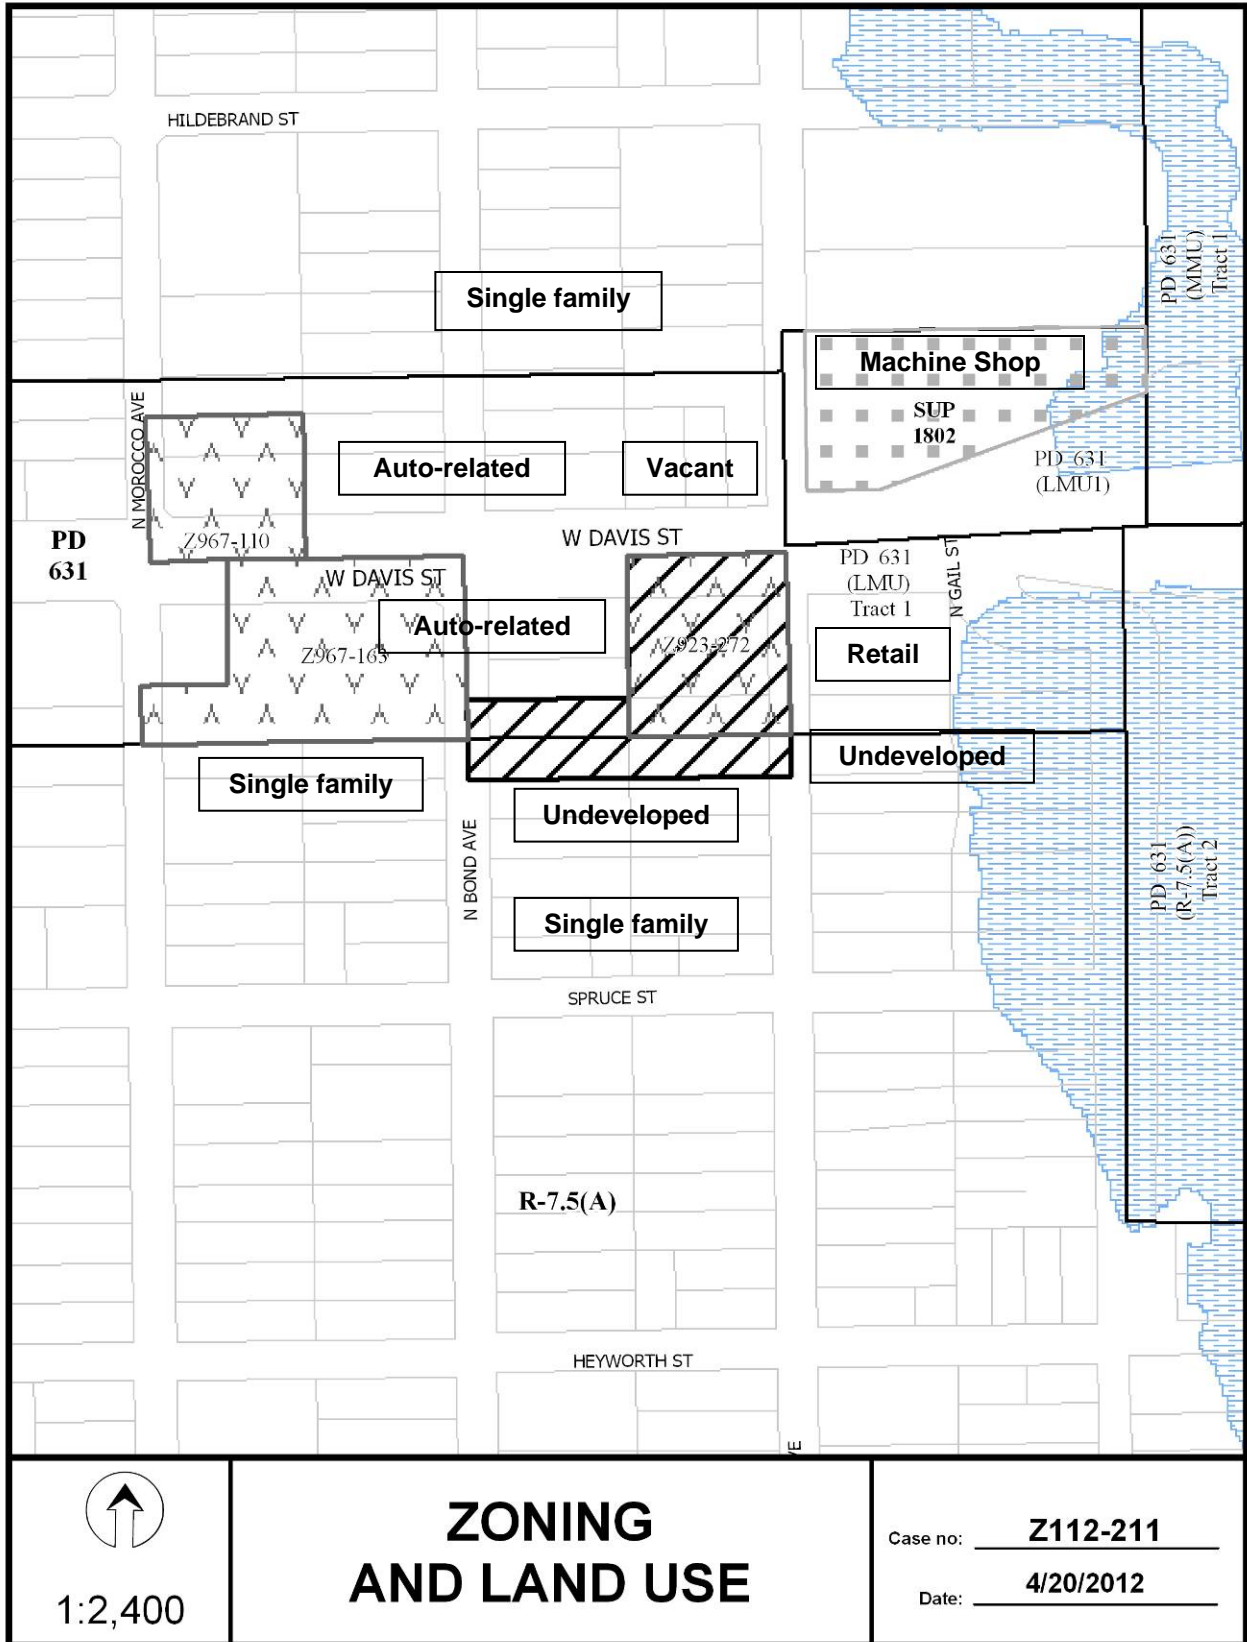 HILDEBRAND ST
PD 631
(MMU)
Tract 1
Single family
Machine Shop
SUP
1802
PD 631
(LMU1)
N MOROCCO AVE
Auto-related
Vacant
Z967-110
W DAVIS ST
PD
631
W DAVIS ST
PD 631
(LMU)
Tract 1
N GAIL ST
Auto-related
Z967-163
Z923-272
Retail
Undeveloped
Single family
Undeveloped
N BOND AVE
PD 631
(R-7.5(A))
Tract 2
Single family
SPRUCE ST
R-7.5(A)
HEYWORTH ST
VE
1:2,400
ZONING
AND LAND USE
Case no: Z112-211
Date: 4/20/2012